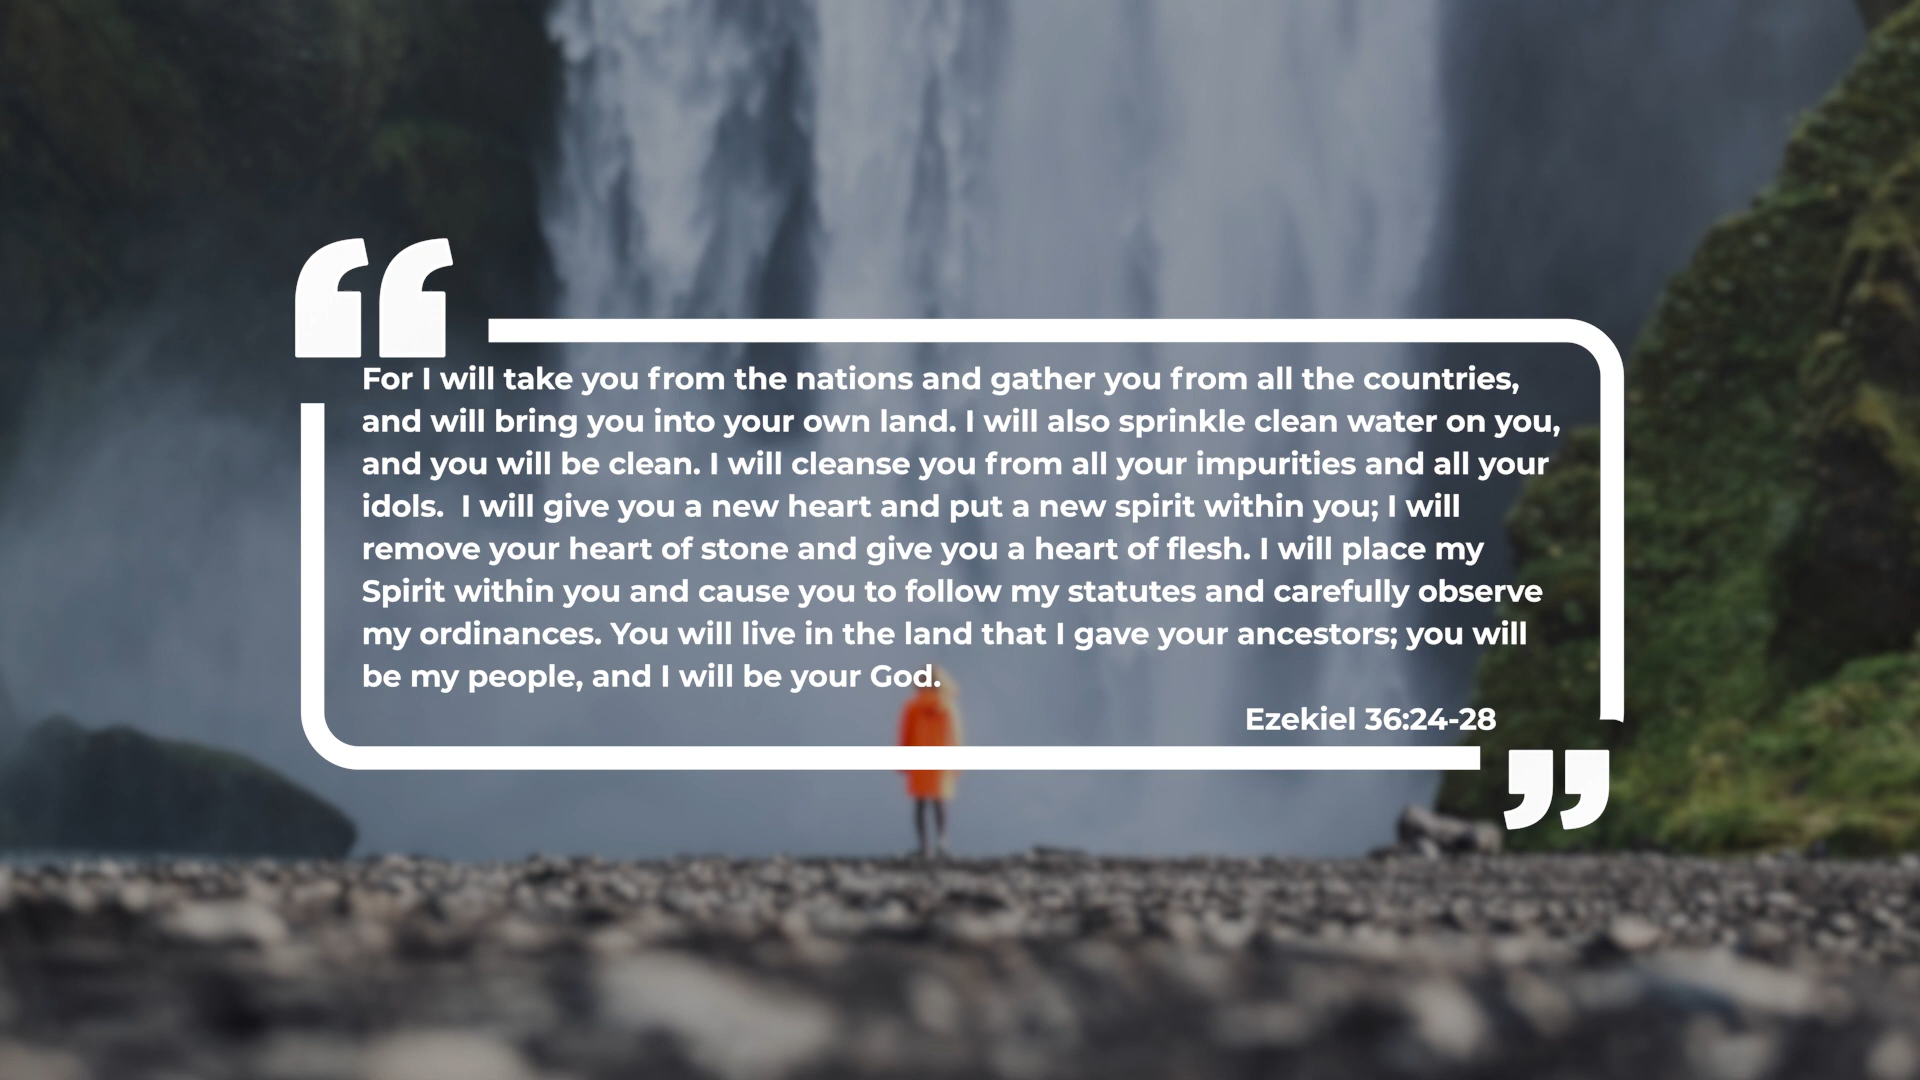 For I will take you from the nations and gather you from all the countries,
and will bring you into your own land. I will also sprinkle clean water on you,
and you will be clean. I will cleanse you from all your impurities and all your
idols.  I will give you a new heart and put a new spirit within you; I will
remove your heart of stone and give you a heart of flesh. I will place my
Spirit within you and cause you to follow my statutes and carefully observe
my ordinances. You will live in the land that I gave your ancestors; you will
be my people, and I will be your God.
Ezekiel 36:24-28